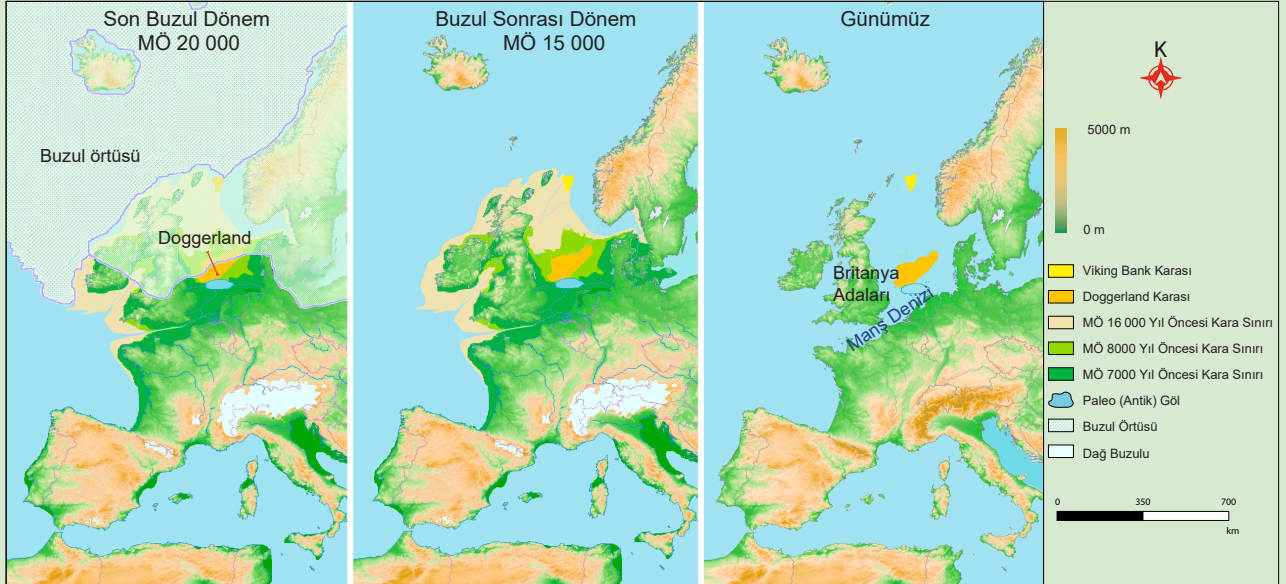 Son Buzul Dönem
MÖ 20 000
Buzul örtüsü
Doggerland
Buzul Sonrası Dönem
MÖ 15 000
Günümüz
Britanya
Adaları
Manş Denizi
K
5000 m
0 m
Viking Bank Karası
Doggerland Karası
MÖ 16 000 Yıl Öncesi Kara Sınırı
MÖ 8000 Yıl Öncesi Kara Sınırı
MÖ 7000 Yıl Öncesi Kara Sınırı
Paleo (Antik) Göl
Buzul Örtüsü
Dağ Buzulu
0 350 700
km